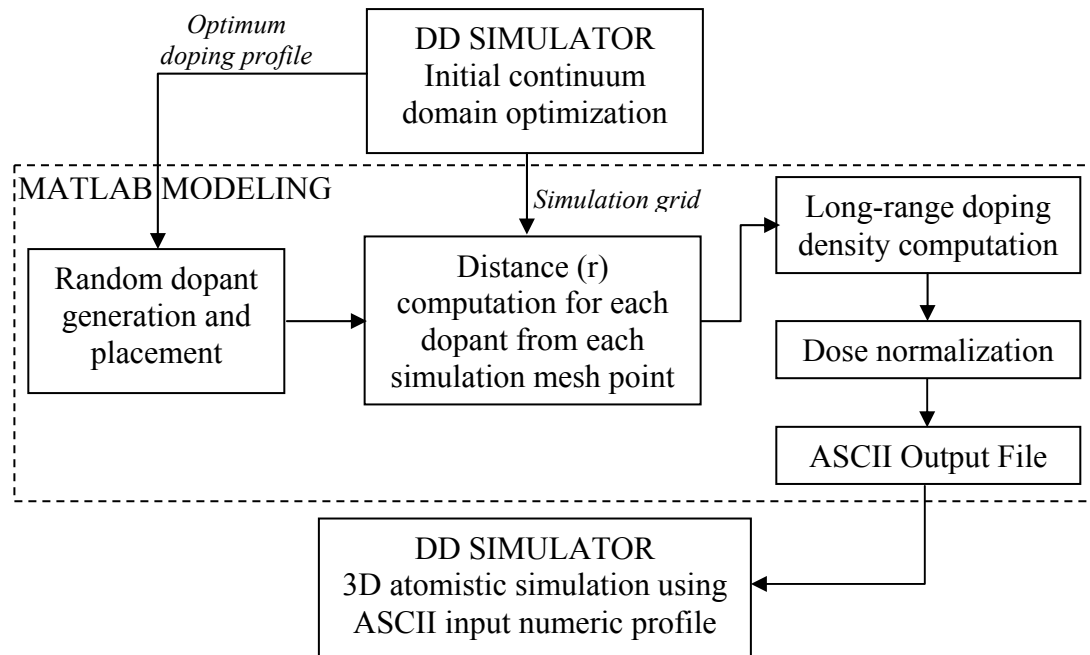 Optimum
doping profile
DD SIMULATOR
Initial continuum
domain optimization
MATLAB MODELING
Simulation grid
Random dopant
generation and
placement
Distance (r)
computation for each
dopant from each
simulation mesh point
Long-range doping
density computation
Dose normalization
ASCII Output File
DD SIMULATOR
3D atomistic simulation using
ASCII input numeric profile